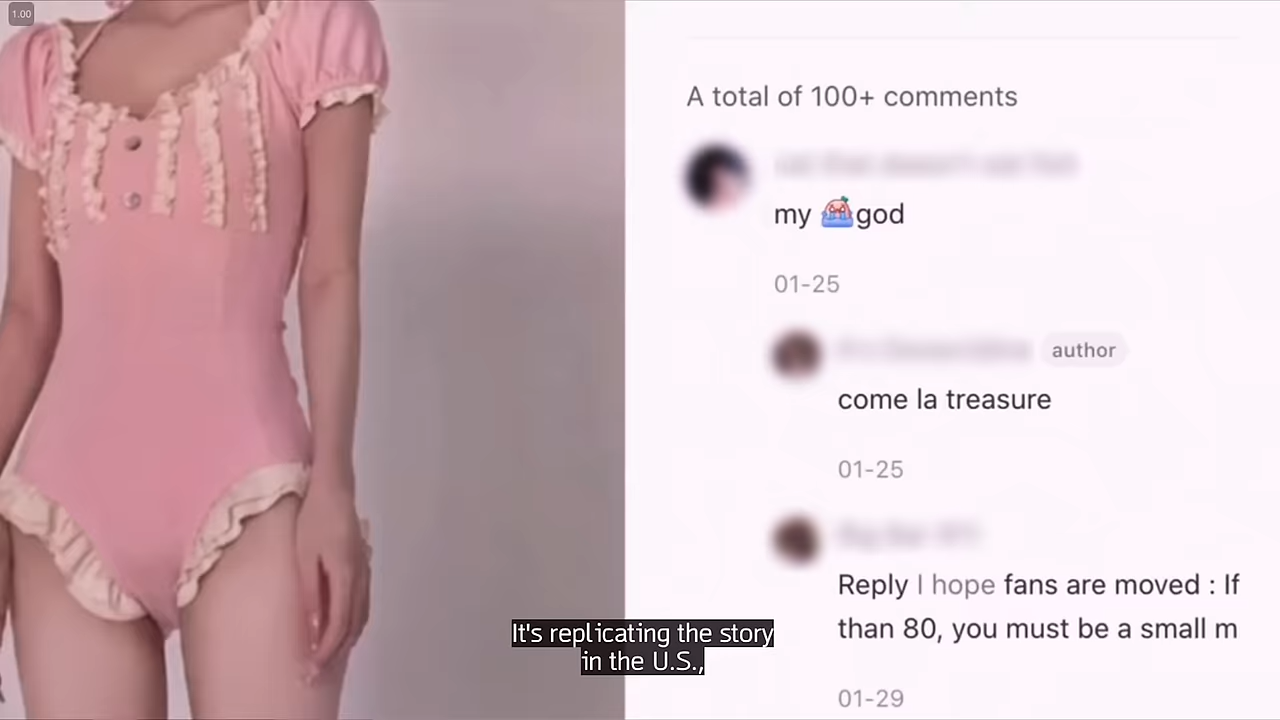 1.00
A total of 100+ comments
my god
01-25
author
come la treasure
01-25
Reply I hope fans are moved : If
than 80, you must be a small m
01-29
It's replicating the story
in the U.S.,